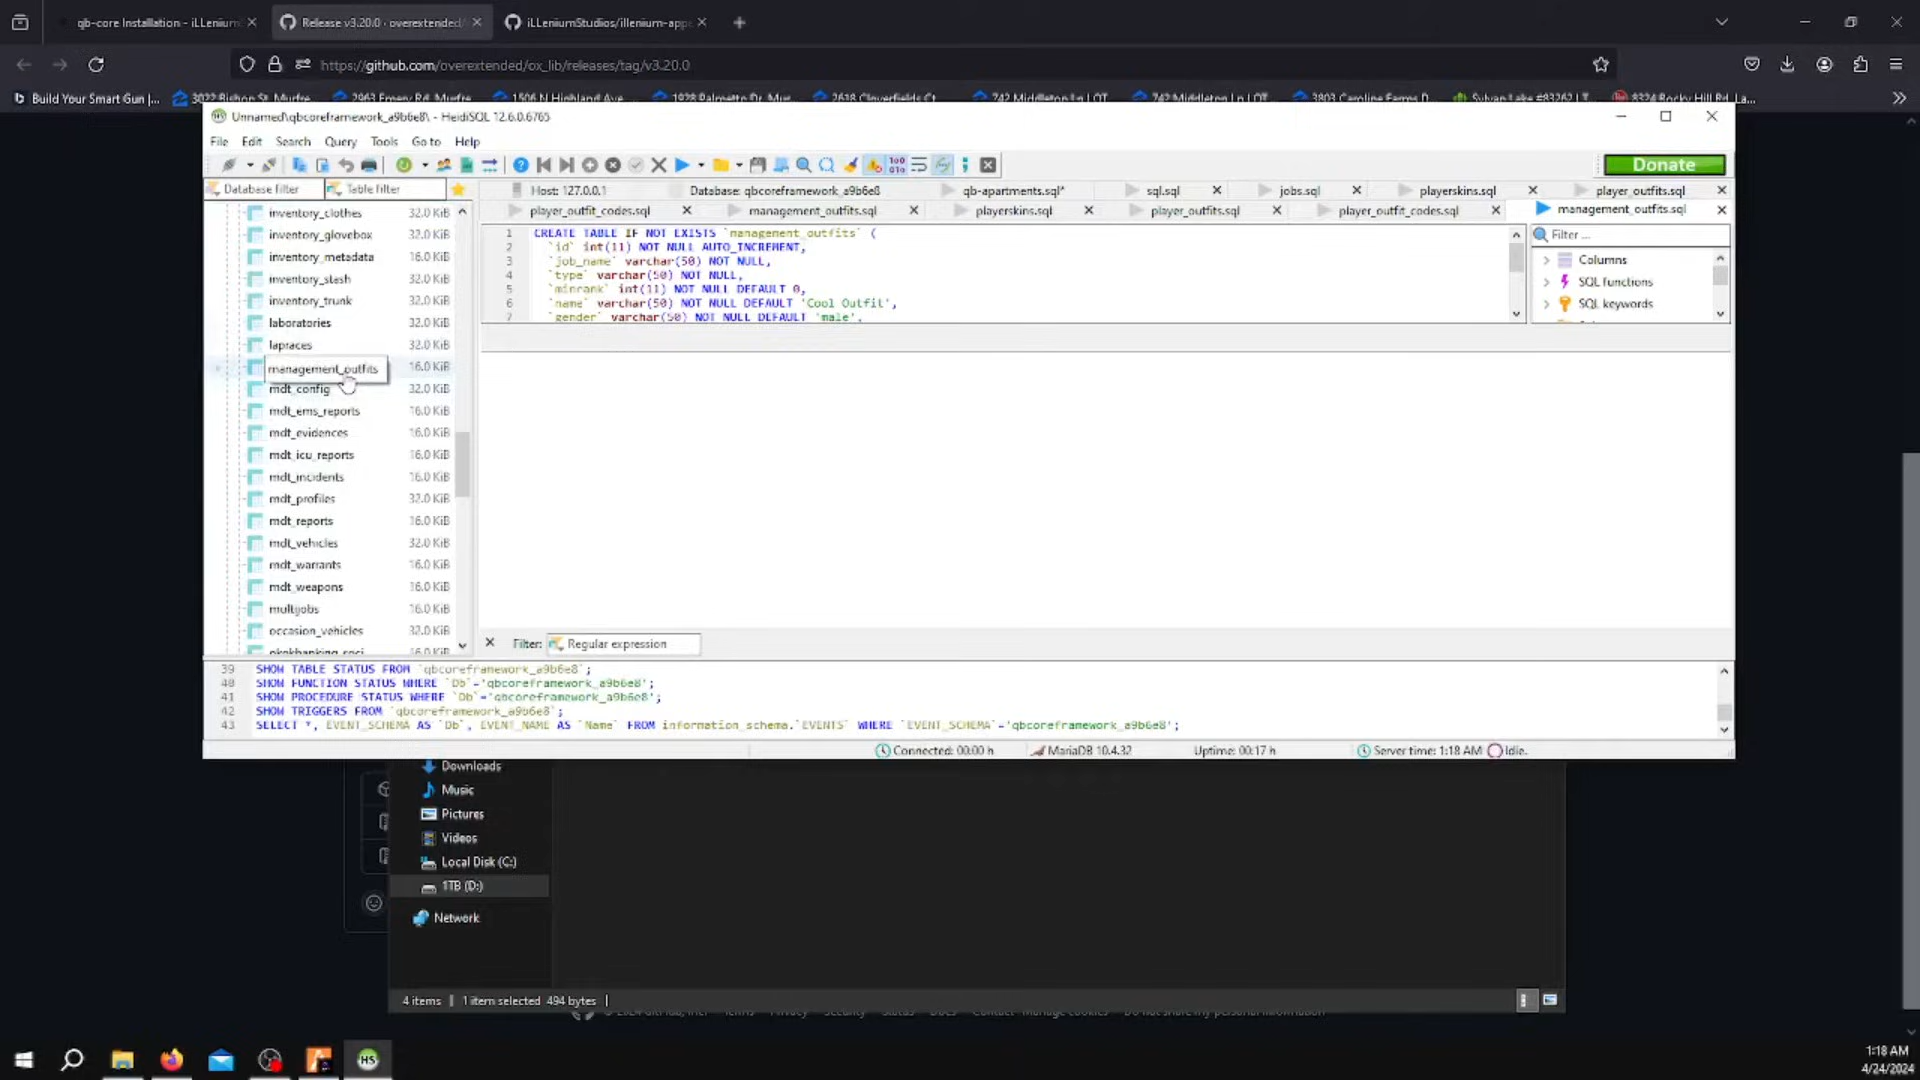 qb-core Installation - iLLenium
Release v3.20.0 · overextended/
iLLeniumStudios/illenium-appe
https://github.com/overextended/ox_lib/releases/tag/v3.20.0
Build Your Smart Gun |...
1506 N Highland Ave
2618 Cloverfields Ct
742 Middleton Ln LOT
742 Middleton Ln LOT
3803 Caroline Farms D
Sylvan Lake #83262 | T
8324 Rocky Hill Rd, La...
Unnamed\qbcoreframework_a9b6e8\ - HeidiSQL 12.6.0.6765
File Edit Search Query Tools Go to Help
Donate
Database filter
Table filter
Host: 127.0.0.1
Database: qbcoreframework_a9b6e8
qb-apartments.sql*
sql.sql
jobs.sql
playerskins.sql
player_outfits.sql
player_outfit_codes.sql
management_outfits.sql
playerskins.sql
player_outfits.sql
player_outfit_codes.sql
management_outfits.sql
inventory_clothes 32.0 KiB
inventory_glovebox 32.0 KiB
inventory_metadata 16.0 KiB
inventory_stash 32.0 KiB
inventory_trunk 32.0 KiB
laboratories 32.0 KiB
lapraces 32.0 KiB
management_outfits 16.0 KiB
mdt_config 32.0 KiB
mdt_ems_reports 16.0 KiB
mdt_evidences 16.0 KiB
mdt_icu_reports 16.0 KiB
mdt_incidents 16.0 KiB
mdt_profiles 32.0 KiB
mdt_reports 16.0 KiB
mdt_vehicles 32.0 KiB
mdt_warrants 16.0 KiB
mdt_weapons 16.0 KiB
multijobs 16.0 KiB
occasion_vehicles 32.0 KiB
1 CREATE TABLE IF NOT EXISTS `management_outfits` (
2 `id` int(11) NOT NULL AUTO_INCREMENT,
3 `job_name` varchar(50) NOT NULL,
4 `type` varchar(50) NOT NULL,
5 `minrank` int(11) NOT NULL DEFAULT 0,
6 `name` varchar(50) NOT NULL DEFAULT 'Cool Outfit',
7 `gender` varchar(50) NOT NULL DEFAULT 'male',
Filter ...
Columns
SQL functions
SQL keywords
Filter: Regular expression
39 SHOW TABLE STATUS FROM `qbcoreframework_a9b6e8`;
40 SHOW FUNCTION STATUS WHERE `Db`='qbcoreframework_a9b6e8';
41 SHOW PROCEDURE STATUS WHERE `Db`='qbcoreframework_a9b6e8';
42 SHOW TRIGGERS FROM `qbcoreframework_a9b6e8`;
43 SELECT *, EVENT_SCHEMA AS `Db`, EVENT_NAME AS `Name` FROM information_schema.`EVENTS` WHERE `EVENT_SCHEMA`='qbcoreframework_a9b6e8';
Connected: 00:00 h
MariaDB 10.4.32
Uptime: 00:17 h
Server time: 1:18 AM
Idle.
Downloads
Music
Pictures
Videos
Local Disk (C:)
1TB (D:)
Network
4 items | 1 item selected 494 bytes |
HS
1:18 AM
4/24/2024